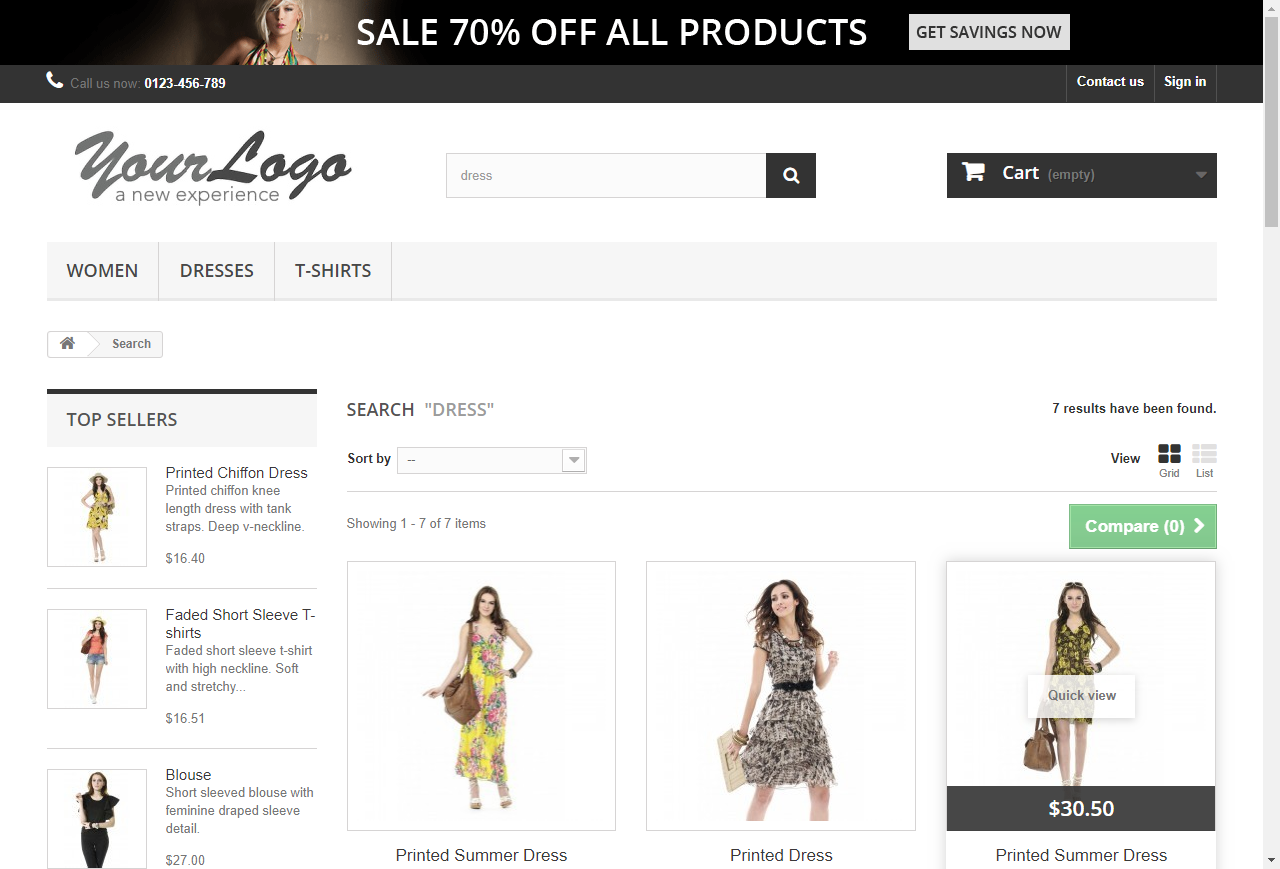 SALE 70% OFF ALL PRODUCTS
GET SAVINGS NOW
Call us now: 0123-456-789
Contact us
Sign in
YourLogo
a new experience
dress
Cart (empty)
WOMEN
DRESSES
T-SHIRTS
Search
TOP SELLERS
Printed Chiffon Dress
Printed chiffon knee
length dress with tank
straps. Deep v-neckline.
$16.40
Faded Short Sleeve T-
shirts
Faded short sleeve t-shirt
with high neckline. Soft
and stretchy...
$16.51
Blouse
Short sleeved blouse with
feminine draped sleeve
detail.
$27.00
SEARCH "DRESS"
7 results have been found.
Sort by --
View
Grid
List
Showing 1 - 7 of 7 items
Compare (0)
Quick view
$30.50
Printed Summer Dress
Printed Dress
Printed Summer Dress